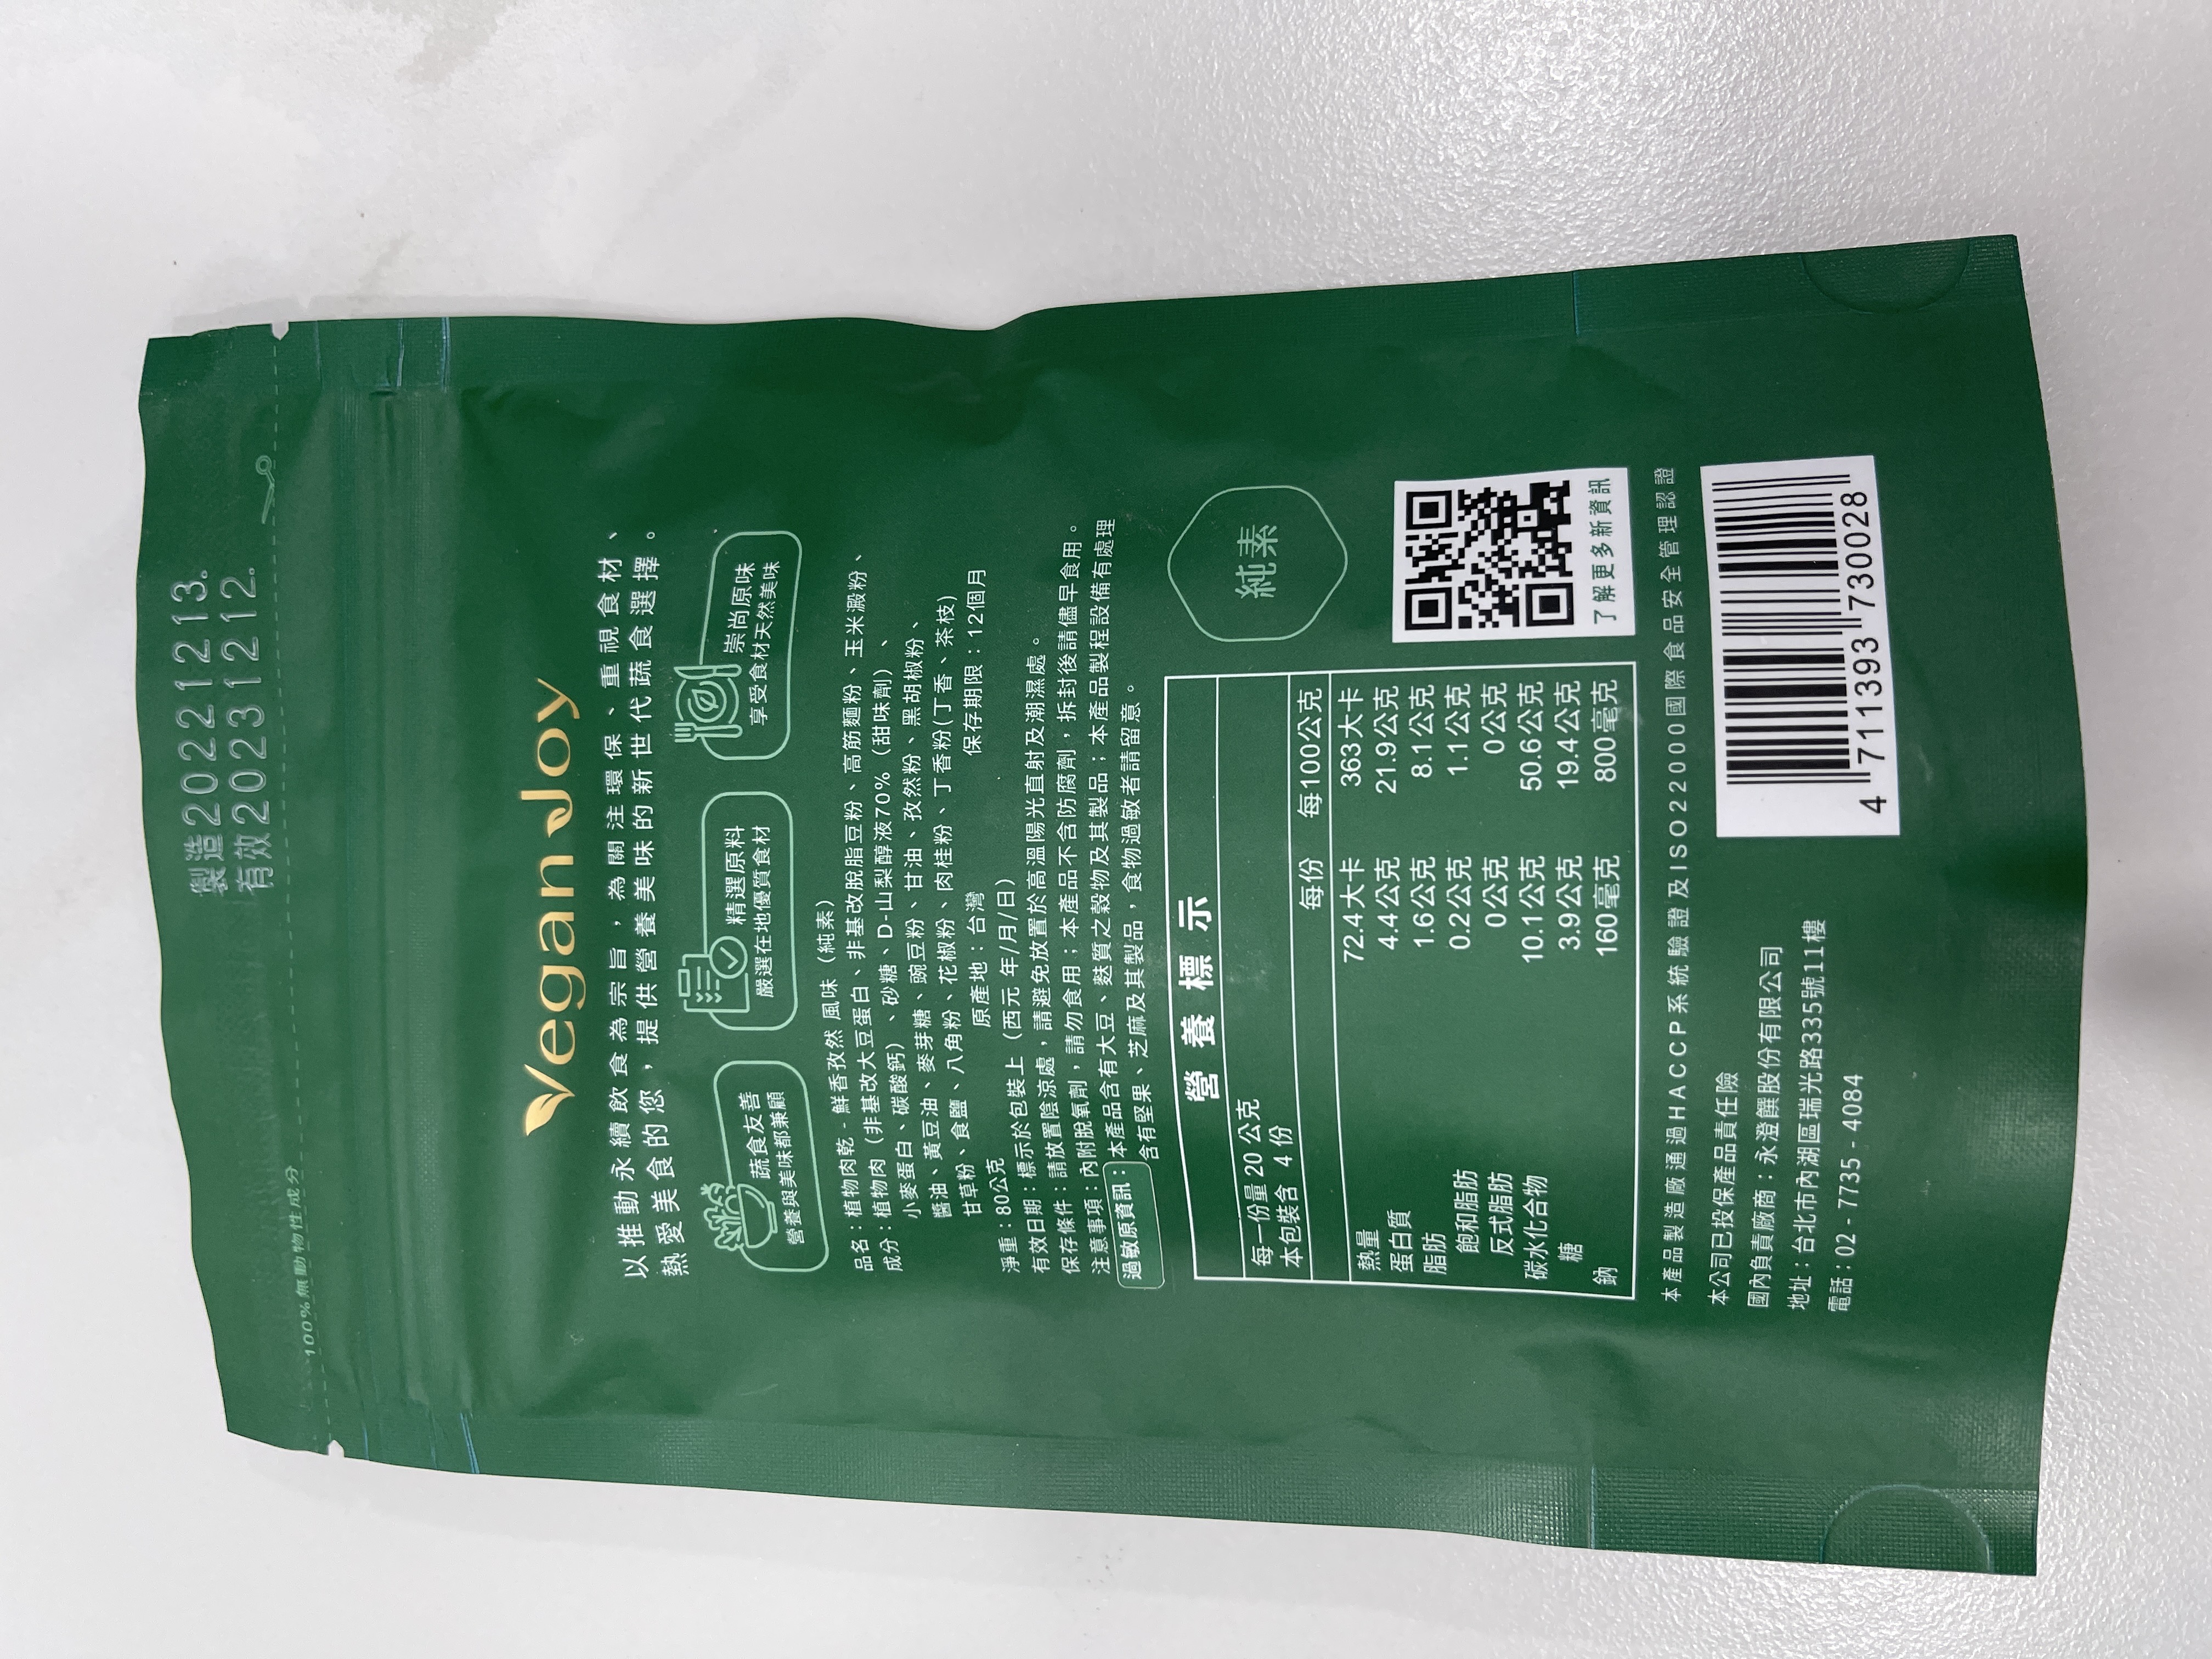 製造20221213.
有效20231212.
100%無動物性成分
Vegan Joy
以推動永續飲食為宗旨，為關注環保、重視食材、
熱愛美食的您，提供營養美味的新世代蔬食選擇。
蔬食友善
營養與美味都兼顧
精選原料
嚴選在地優質食材
崇尚原味
享受食材天然美味
品名：植物肉乾-鮮香孜然 風味（純素）
成分：植物肉（非基改大豆蛋白、非基改脫脂豆粉、高筋麵粉、玉米澱粉、
小麥蛋白、碳酸鈣）、砂糖、D-山梨醇液70%（甜味劑）、
醬油、黃豆油、麥芽糖、豌豆粉、甘油、孜然粉、黑胡椒粉、
甘草粉、食鹽、八角粉、花椒粉、肉桂粉、丁香粉(丁香、茶枝)
淨重：80公克 原產地：台灣 保存期限：12個月
有效日期：標示於包裝上（西元 年/月/日）
保存條件：請放置陰涼處，請避免放置於高溫陽光直射及潮濕處。
注意事項：內附脫氧劑，請勿食用；本產品不含防腐劑，拆封後請儘早食用。
過敏原資訊：本產品含有大豆、麩質之穀物及其製品；本產品製程設備有處理
含有堅果、芝麻及其製品，食物過敏者請留意。
營養標示
每一份量 20 公克
本包裝含 4 份
每份 每100公克
熱量 72.4大卡 363大卡
蛋白質 4.4公克 21.9公克
脂肪 1.6公克 8.1公克
飽和脂肪 0.2公克 1.1公克
反式脂肪 0公克 0公克
碳水化合物 10.1公克 50.6公克
糖 3.9公克 19.4公克
鈉 160毫克 800毫克
純素
了解更多新資訊
本產品製造廠通過HACCP系統驗證及ISO22000國際食品安全管理認證
本公司已投保產品責任險
國內負責廠商：永澄饌股份有限公司
地址：台北市內湖區瑞光路335號11樓
電話：02-7735-4084
4 711393 730028